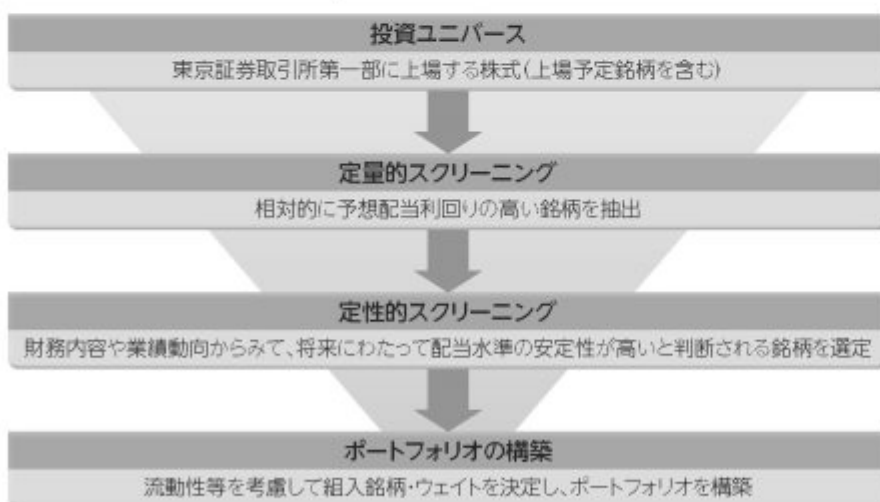 投資ユニバース
東京証券取引所第一部に上場する株式(上場予定銘柄を含む)
定量的スクリーニング
相対的に予想配当利回りの高い銘柄を抽出
定性的スクリーニング
財務内容や業績動向からみて、将来にわたって配当水準の安定性が高いと判断される銘柄を選定
ポートフォリオの構築
流動性等を考慮して組入銘柄・ウェイトを決定し、ポートフォリオを構築